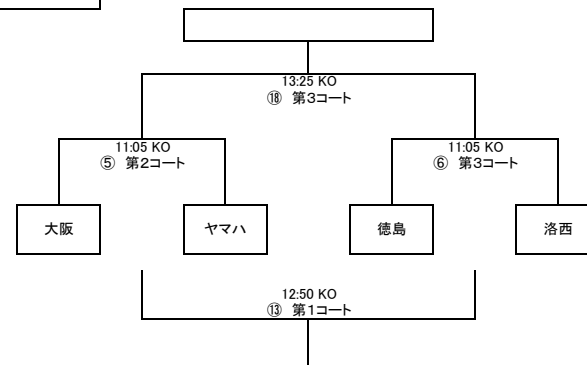 13:25 KO
⑱ 第3コート
11:05 KO
⑤ 第2コート
11:05 KO
⑥ 第3コート
大阪
ヤマハ
徳島
洛西
12:50 KO
⑬ 第1コート